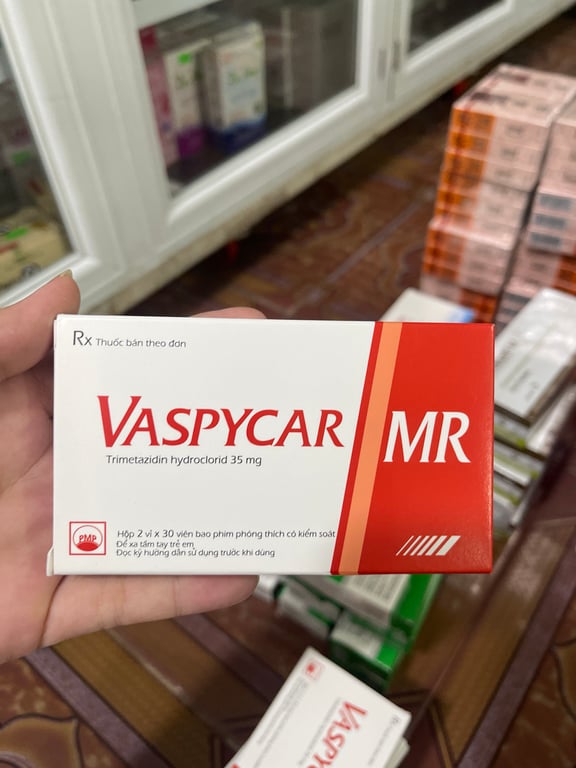 Rx Thuốc bán theo đơn
VASPYCAR MR
Trimetazidin hydroclorid 35 mg
PMP
Hộp 2 vỉ x 30 viên bao phim phóng thích có kiểm soát
Để xa tầm tay trẻ em
Đọc kỹ hướng dẫn sử dụng trước khi dùng
VASPY